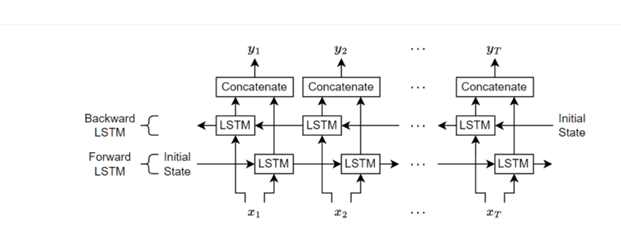 y1 y2 ... yT
Concatenate Concatenate ... Concatenate
Backward LSTM
LSTM LSTM ... LSTM
Initial State
Forward LSTM
Initial State
LSTM LSTM ... LSTM
x1 x2 ... xT